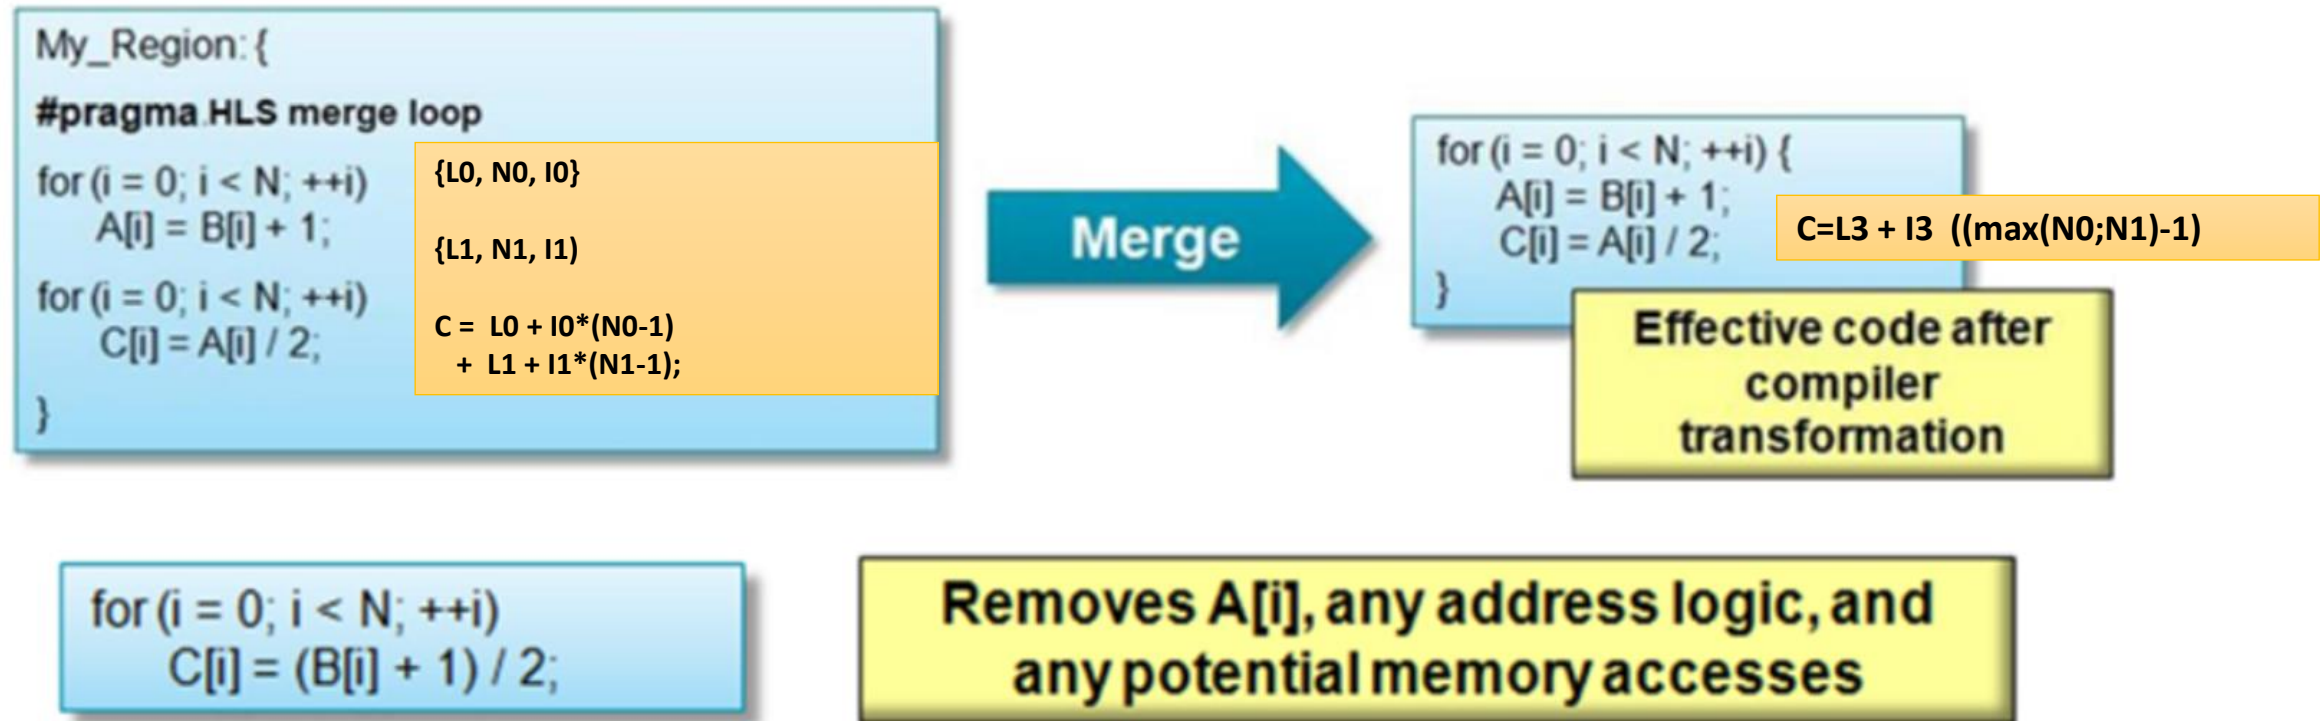 My_Region: {
#pragma HLS merge loop
for (i = 0; i < N; ++i)
A[i] = B[i] + 1;
for (i = 0; i < N; ++i)
C[i] = A[i] / 2;
}
{L0, N0, I0}
{L1, N1, I1)
C = L0 + I0*(N0-1)
+ L1 + I1*(N1-1);
Merge
for (i = 0; i < N; ++i) {
A[i] = B[i] + 1;
C[i] = A[i] / 2;
}
C=L3 + I3 ((max(N0;N1)-1)
Effective code after
compiler
transformation
for (i = 0; i < N; ++i)
C[i] = (B[i] + 1) / 2;
Removes A[i], any address logic, and
any potential memory accesses